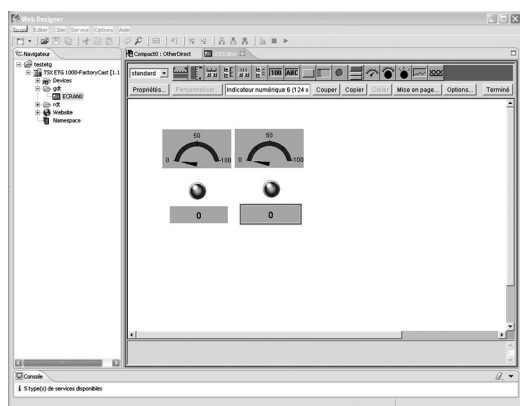 Web Designer
Editer Cible Service Options Aide
Navigateur
Compact0 : OtherDirect
testetg
TSX ETG 1000-FactoryCast [1.1
Devices
gdt
ECRAN0
rdt
Website
Namespace
standard
100 ABC
Propriétés... Personnaliser... Indicateur numérique 6 (124 x Couper Copier Coller Mise en page... Options... Terminé
50 50
0 100 0 100
0 0
Console
i 5 type(s) de services disponibles